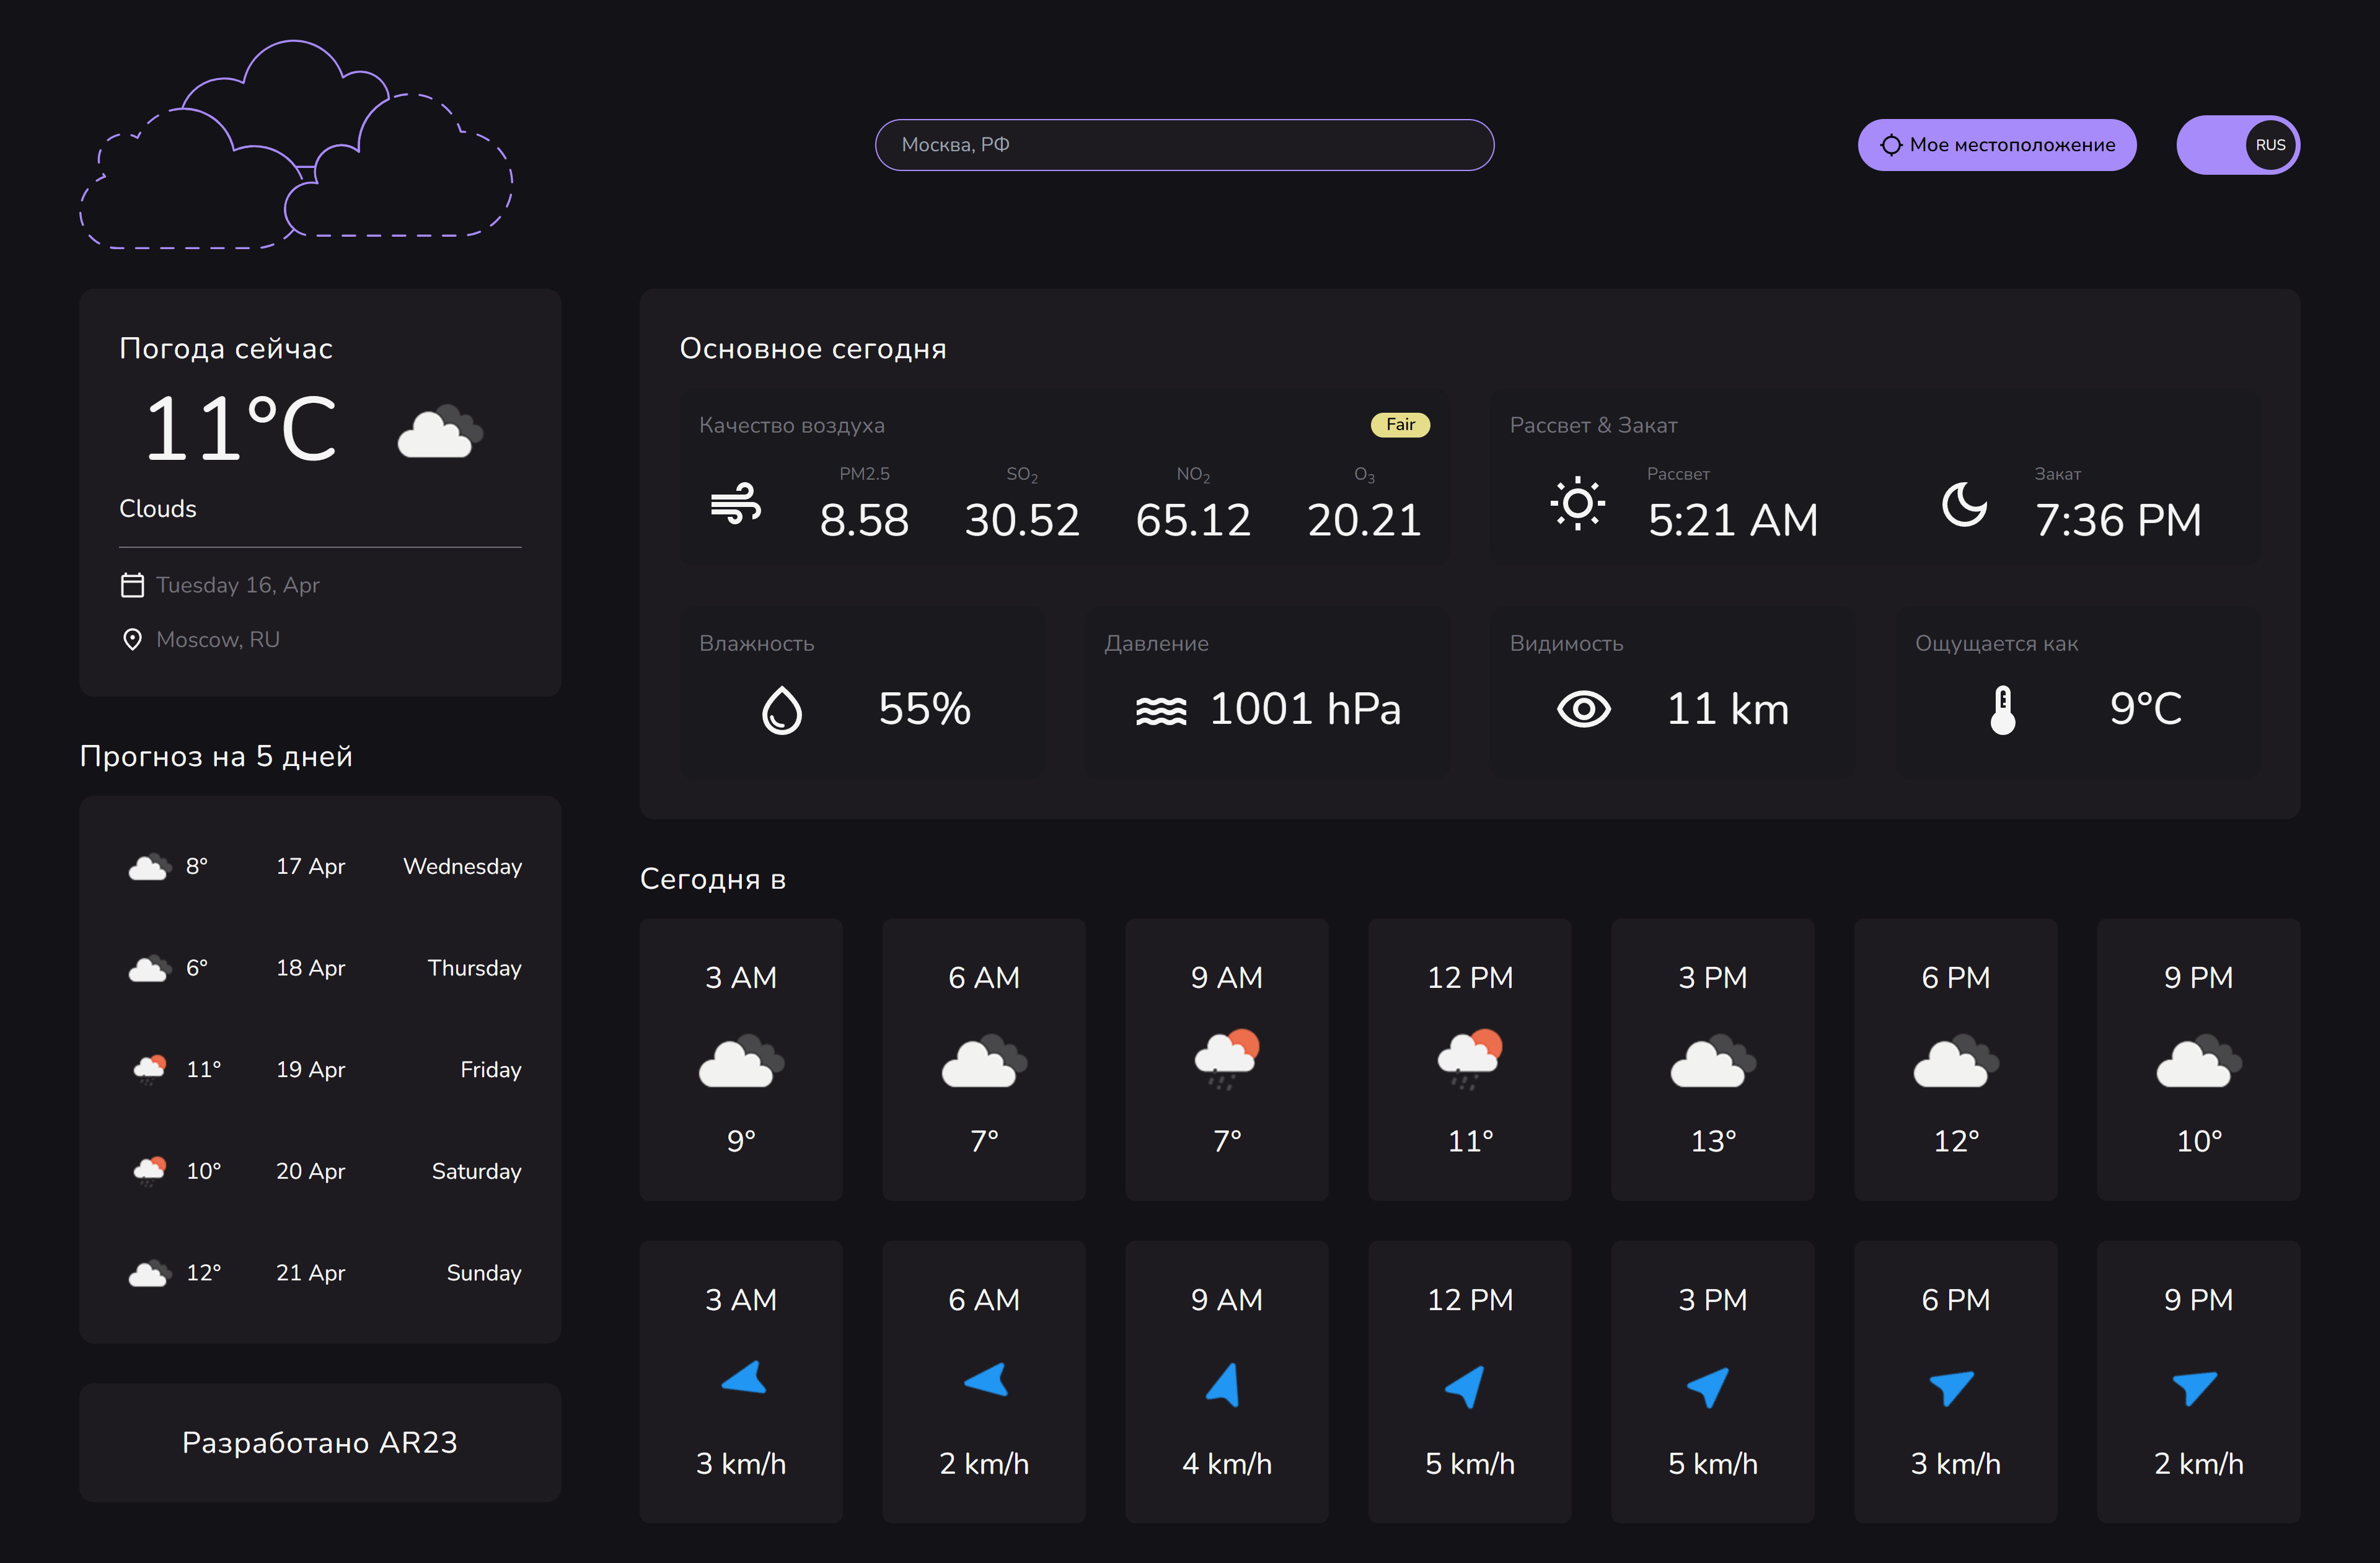 Москва, РФ
Мое местоположение
RUS
Погода сейчас
11°C
Clouds
Tuesday 16, Apr
Moscow, RU
Прогноз на 5 дней
8° 17 Apr Wednesday
6° 18 Apr Thursday
11° 19 Apr Friday
10° 20 Apr Saturday
12° 21 Apr Sunday
Разработано AR23
Основное сегодня
Качество воздуха Fair
PM2.5 SO₂ NO₂ O₃
8.58 30.52 65.12 20.21
Рассвет & Закат
Рассвет Закат
5:21 AM 7:36 PM
Влажность
55%
Давление
1001 hPa
Видимость
11 km
Ощущается как
9°C
Сегодня в
3 AM 6 AM 9 AM 12 PM 3 PM 6 PM 9 PM
9° 7° 7° 11° 13° 12° 10°
3 AM 6 AM 9 AM 12 PM 3 PM 6 PM 9 PM
3 km/h 2 km/h 4 km/h 5 km/h 5 km/h 3 km/h 2 km/h